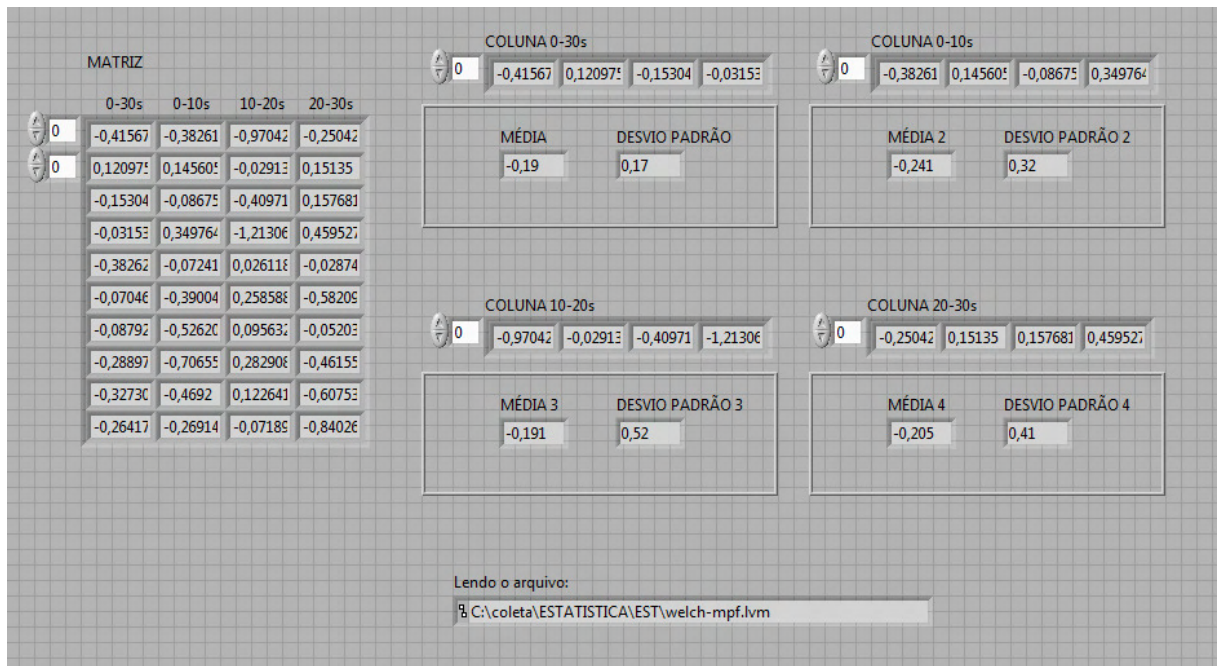 MATRIZ
0-30s 0-10s 10-20s 20-30s
0
0
-0,41567 -0,38261 -0,97042 -0,25042
0,120975 0,145605 -0,02913 0,15135
-0,15304 -0,08675 -0,40971 0,157681
-0,03153 0,349764 -1,21306 0,459527
-0,38262 -0,07241 0,026118 -0,02874
-0,07046 -0,39004 0,258588 -0,58209
-0,08792 -0,52620 0,095632 -0,05203
-0,28897 -0,70655 0,282908 -0,46155
-0,32730 -0,4692 0,122641 -0,60753
-0,26417 -0,26914 -0,07189 -0,84026
COLUNA 0-30s
0 -0,41567 0,120975 -0,15304 -0,03153
MÉDIA DESVIO PADRÃO
-0,19 0,17
COLUNA 0-10s
0 -0,38261 0,145605 -0,08675 0,349764
MÉDIA 2 DESVIO PADRÃO 2
-0,241 0,32
COLUNA 10-20s
0 -0,97042 -0,02913 -0,40971 -1,21306
MÉDIA 3 DESVIO PADRÃO 3
-0,191 0,52
COLUNA 20-30s
0 -0,25042 0,15135 0,157681 0,459527
MÉDIA 4 DESVIO PADRÃO 4
-0,205 0,41
Lendo o arquivo:
C:\coleta\ESTATISTICA\EST\welch-mpf.lvm